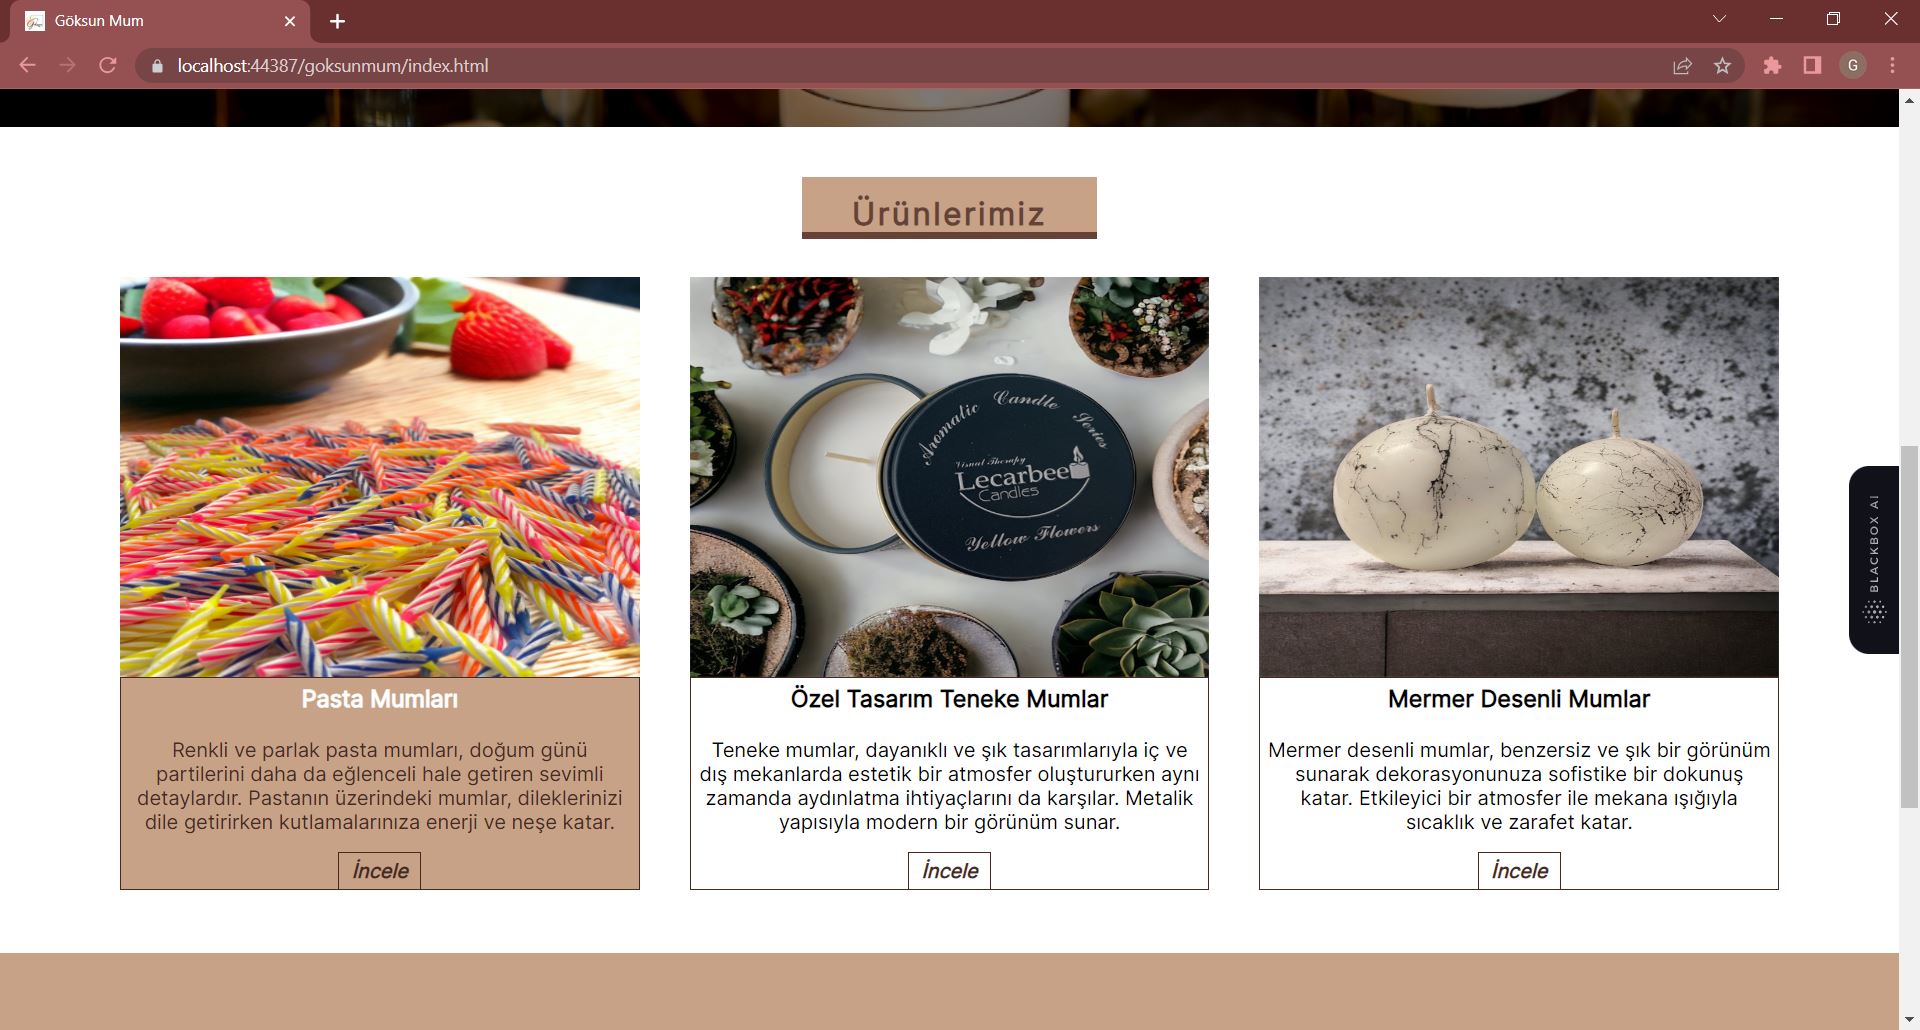 Göksun Mum
localhost:44387/goksunmum/index.html
G
Ürünlerimiz
Aromatic Candle Series
Visual Therapy
Lecarbee
Candles
Yellow Flowers
Pasta Mumları
Renkli ve parlak pasta mumları, doğum günü
partilerini daha da eğlenceli hale getiren sevimli
detaylardır. Pastanın üzerindeki mumlar, dileklerinizi
dile getirirken kutlamalarınıza enerji ve neşe katar.
İncele
Özel Tasarım Teneke Mumlar
Teneke mumlar, dayanıklı ve şık tasarımlarıyla iç ve
dış mekanlarda estetik bir atmosfer oluştururken aynı
zamanda aydınlatma ihtiyaçlarını da karşılar. Metalik
yapısıyla modern bir görünüm sunar.
İncele
Mermer Desenli Mumlar
Mermer desenli mumlar, benzersiz ve şık bir görünüm
sunarak dekorasyonunuza sofistike bir dokunuş
katar. Etkileyici bir atmosfer ile mekana ışığıyla
sıcaklık ve zarafet katar.
İncele
BLACKBOX AI